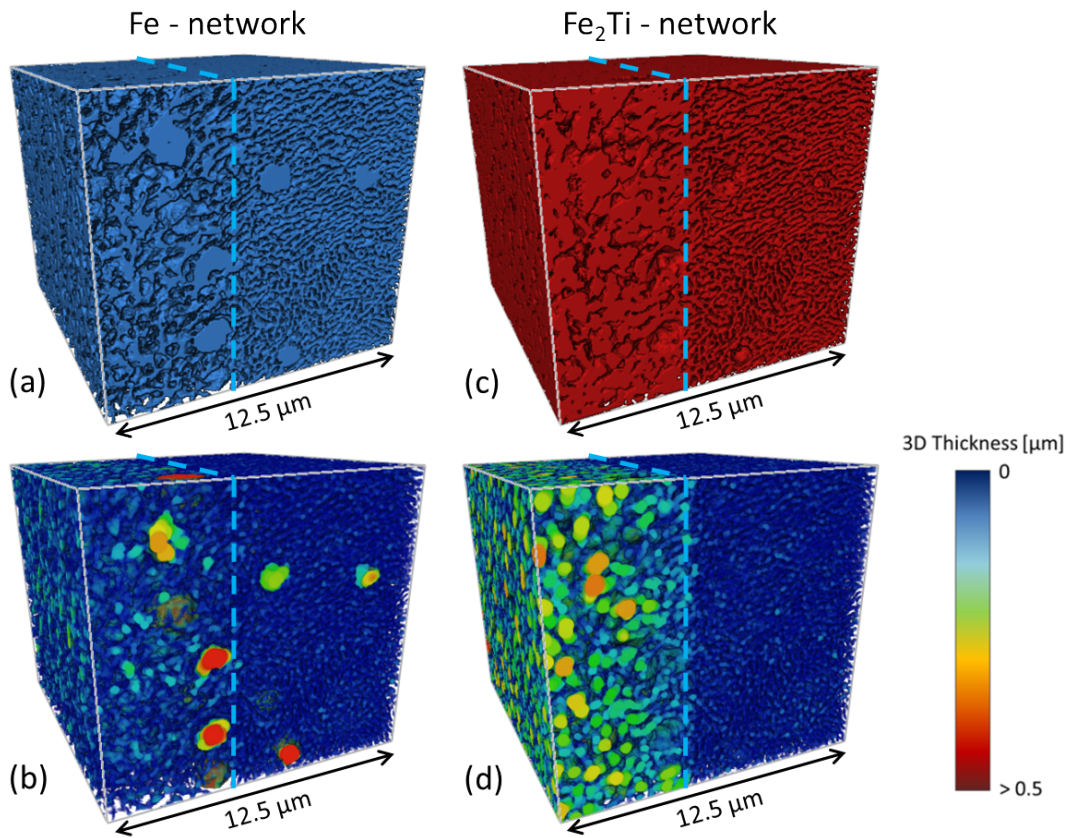 Fe - network
Fe₂Ti - network
(a)
12.5 µm
(c)
12.5 µm
3D Thickness [µm]
0
> 0.5
(b)
12.5 µm
(d)
12.5 µm